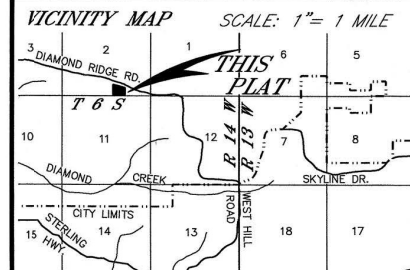 VICINITY MAP
SCALE: 1"= 1 MILE
3
2
1
6
5
DIAMOND RIDGE RD.
THIS
PLAT
T 6 S
R 14 W
R 13 W
10
11
12
7
8
DIAMOND
CREEK
SKYLINE DR.
CITY LIMITS
WEST HILL
ROAD
STERLING
HWY.
15
14
13
18
17